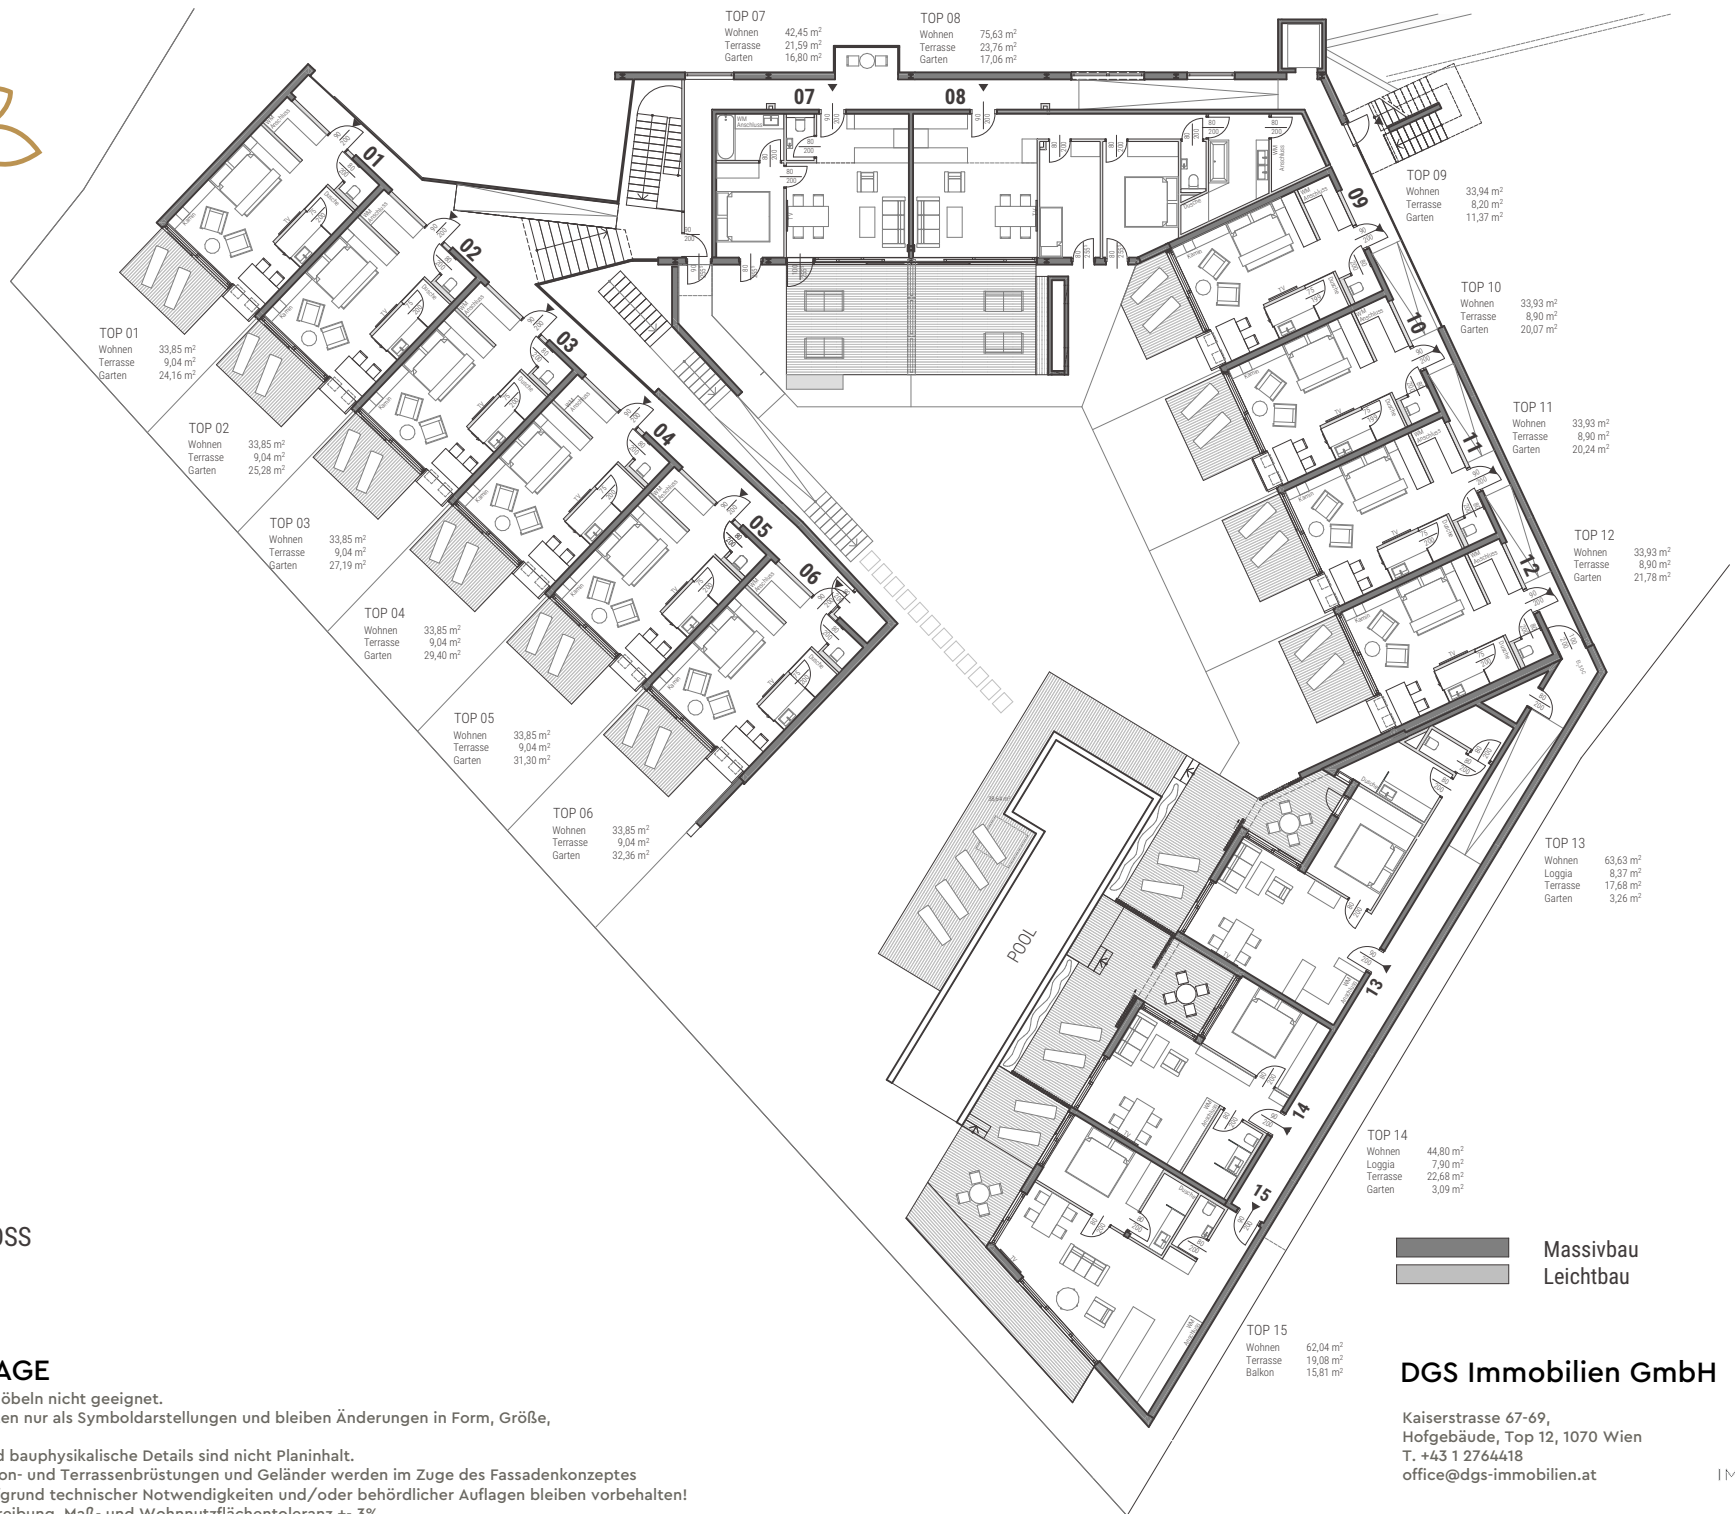 TOP 07
Wohnen 42,45 m²
Terrasse 21,59 m²
Garten 16,80 m²
TOP 08
Wohnen 75,63 m²
Terrasse 23,76 m²
Garten 17,06 m²
07
08
01
02
03
04
05
06
09
10
11
12
13
14
15
TOP 09
Wohnen 33,94 m²
Terrasse 8,20 m²
Garten 11,37 m²
TOP 10
Wohnen 33,93 m²
Terrasse 8,90 m²
Garten 20,07 m²
TOP 01
Wohnen 33,85 m²
Terrasse 9,04 m²
Garten 24,16 m²
TOP 11
Wohnen 33,93 m²
Terrasse 8,90 m²
Garten 20,24 m²
TOP 02
Wohnen 33,85 m²
Terrasse 9,04 m²
Garten 25,28 m²
TOP 03
Wohnen 33,85 m²
Terrasse 9,04 m²
Garten 27,19 m²
TOP 12
Wohnen 33,93 m²
Terrasse 8,90 m²
Garten 21,78 m²
TOP 04
Wohnen 33,85 m²
Terrasse 9,04 m²
Garten 29,40 m²
TOP 05
Wohnen 33,85 m²
Terrasse 9,04 m²
Garten 31,30 m²
TOP 06
Wohnen 33,85 m²
Terrasse 9,04 m²
Garten 32,36 m²
TOP 13
Wohnen 63,63 m²
Loggia 8,37 m²
Terrasse 17,68 m²
Garten 3,26 m²
POOL
TOP 14
Wohnen 44,80 m²
Loggia 7,90 m²
Terrasse 22,68 m²
Garten 3,09 m²
TOP 15
Wohnen 62,04 m²
Terrasse 19,08 m²
Balkon 15,81 m²
OSS
Massivbau
Leichtbau
AGE
öbeln nicht geeignet.
en nur als Symboldarstellungen und bleiben Änderungen in Form, Größe,
d bauphysikalische Details sind nicht Planinhalt.
on- und Terrassenbrüstungen und Geländer werden im Zuge des Fassadenkonzeptes
fgrund technischer Notwendigkeiten und/oder behördlicher Auflagen bleiben vorbehalten!
reibung. Maß- und Wohnnutzflächentoleranz +- 3%
DGS Immobilien GmbH
Kaiserstrasse 67-69,
Hofgebäude, Top 12, 1070 Wien
T. +43 1 2764418
office@dgs-immobilien.at
IM